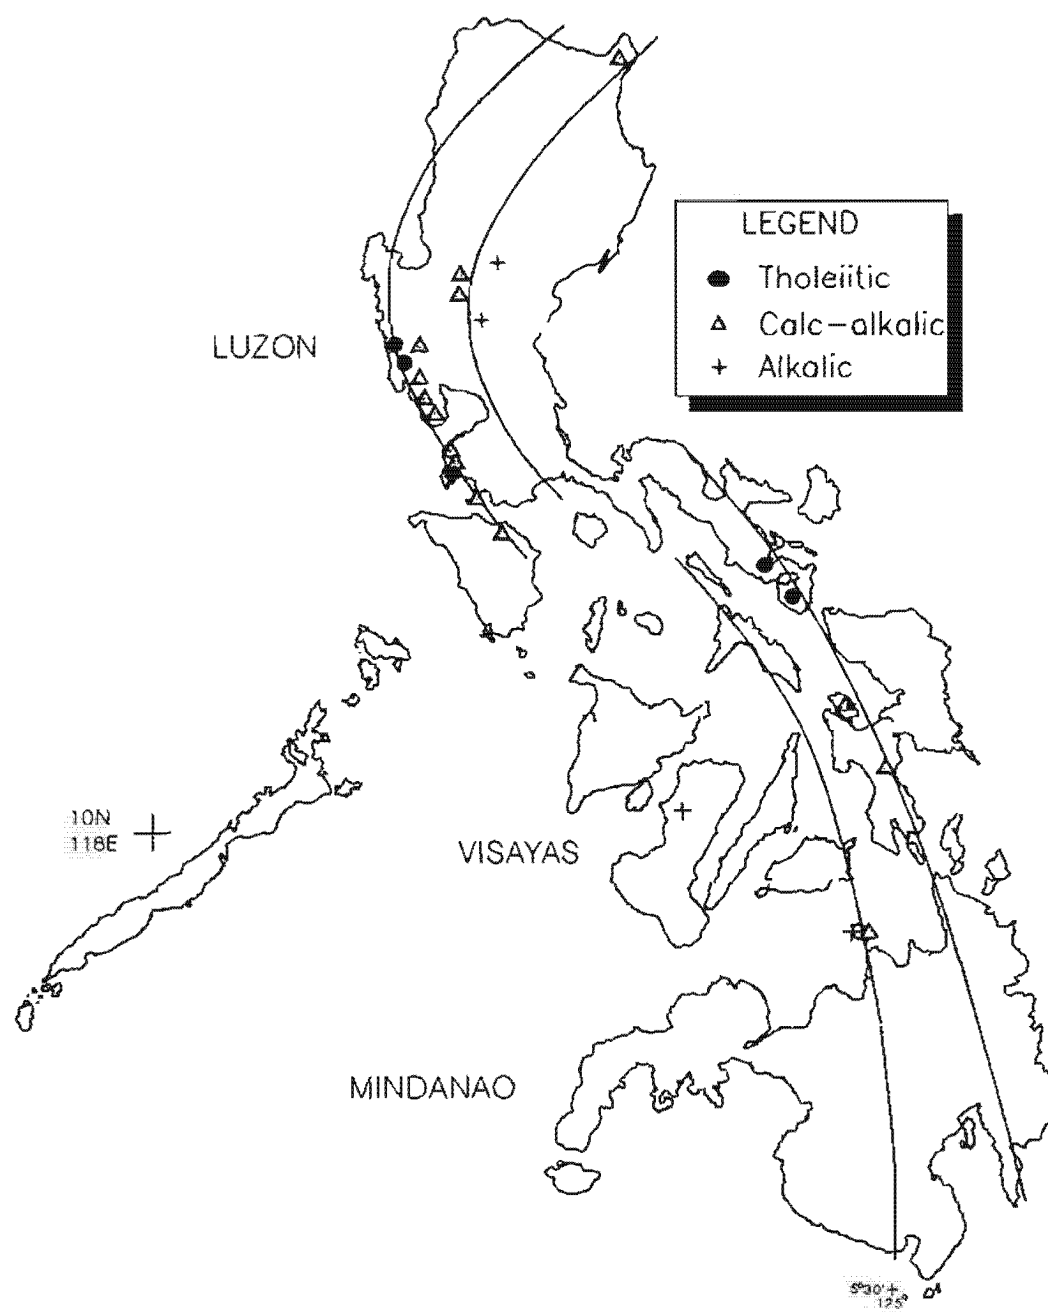 LEGEND
Tholeiitic
Calc-alkalic
Alkalic
LUZON
10N
118E
VISAYAS
MINDANAO
5°30'+
125°